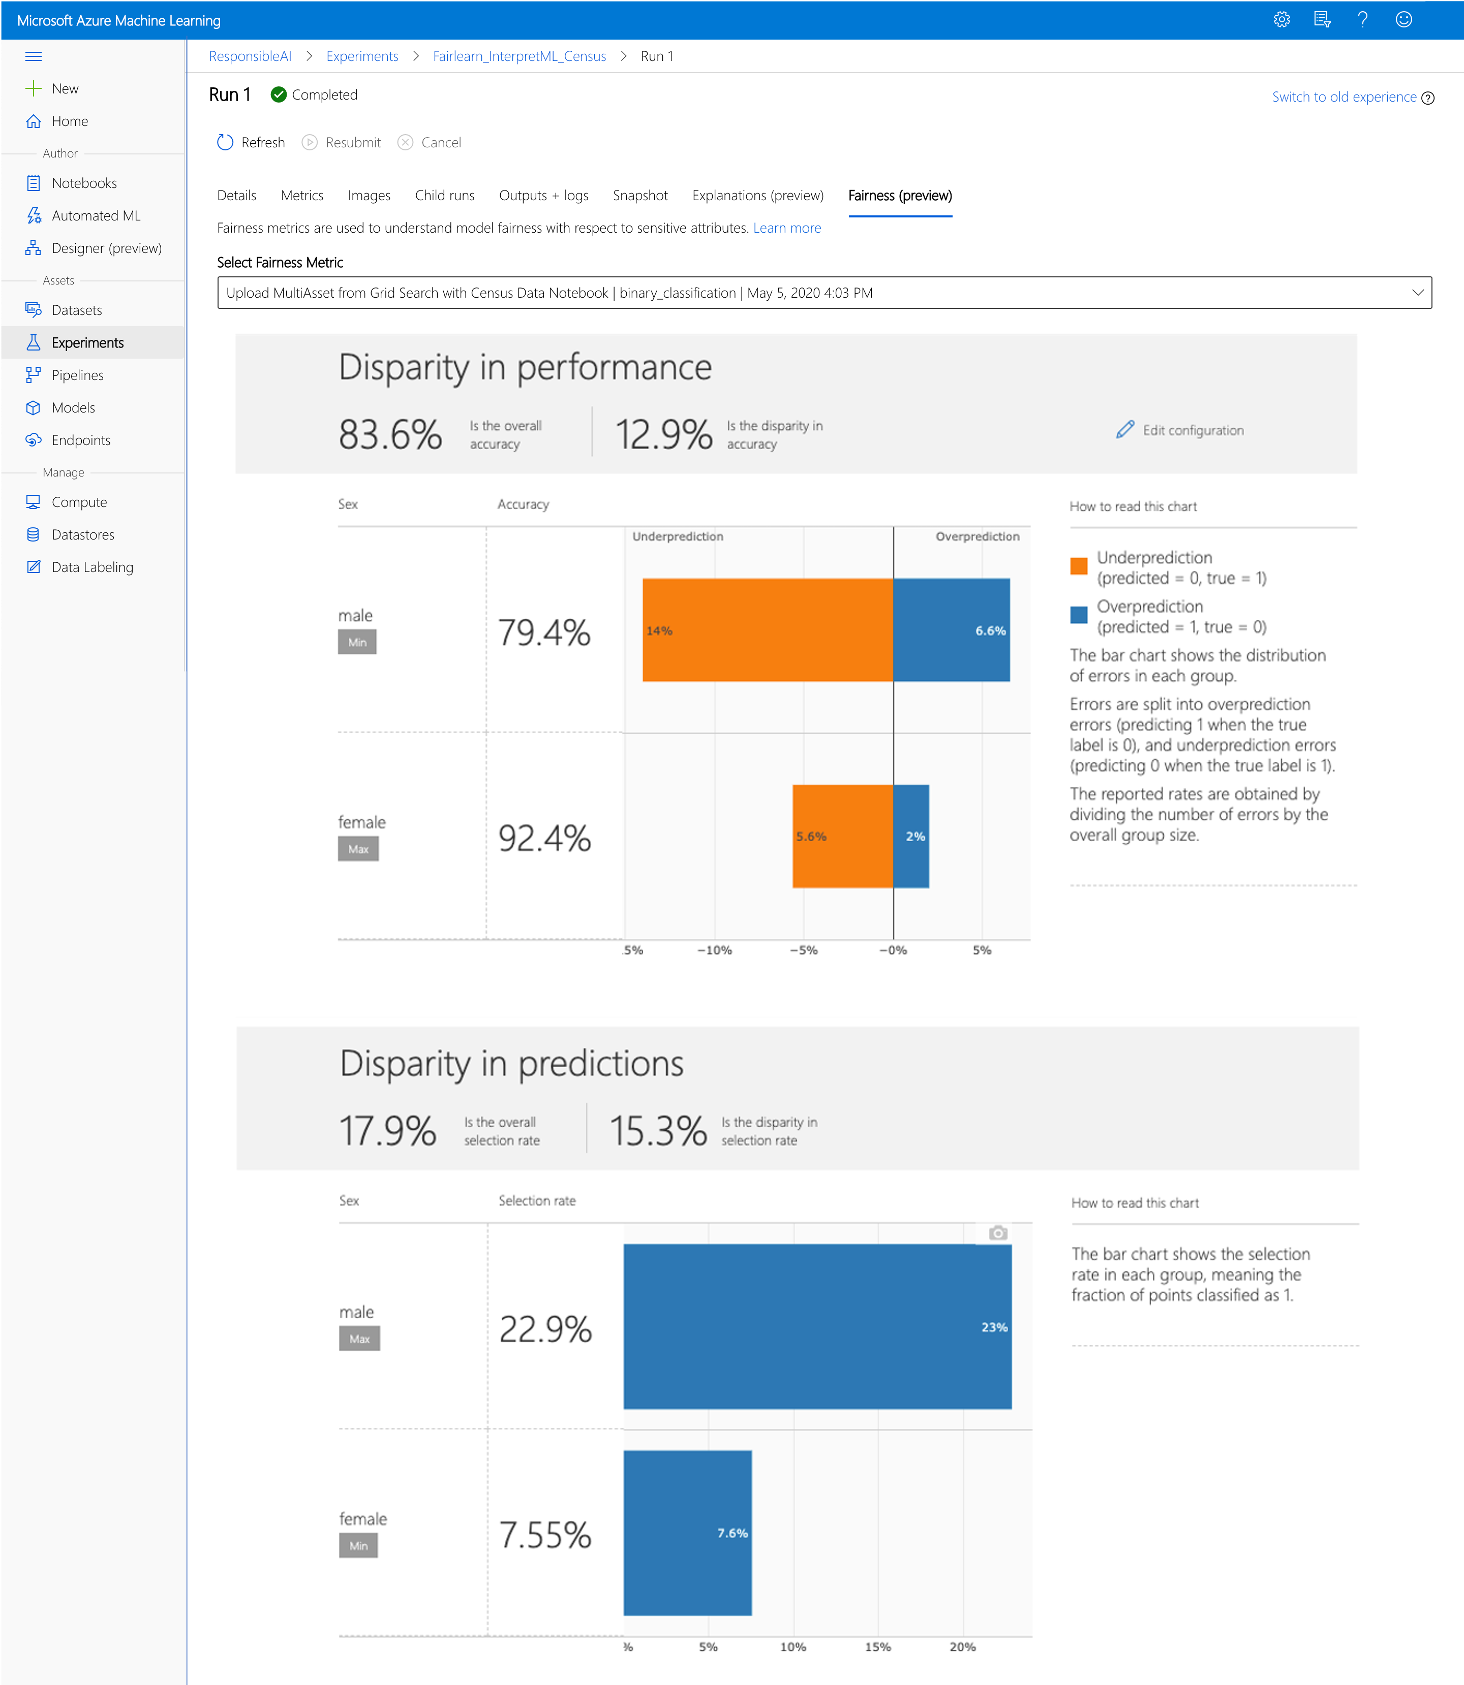 Microsoft Azure Machine Learning
ResponsibleAI > Experiments > Fairlearn_InterpretML_Census > Run 1
New
Home
Author
Notebooks
Automated ML
Designer (preview)
Assets
Datasets
Experiments
Pipelines
Models
Endpoints
Manage
Compute
Datastores
Data Labeling
Run 1 Completed
Switch to old experience ?
Refresh Resubmit Cancel
Details Metrics Images Child runs Outputs + logs Snapshot Explanations (preview) Fairness (preview)
Fairness metrics are used to understand model fairness with respect to sensitive attributes. Learn more
Select Fairness Metric
Upload MultiAsset from Grid Search with Census Data Notebook | binary_classification | May 5, 2020 4:03 PM
Disparity in performance
83.6% Is the overall
accuracy
12.9% Is the disparity in
accuracy
Edit configuration
Sex Accuracy
Underprediction Overprediction
male
Min
79.4%
14% 6.6%
female
Max
92.4%
5.6% 2%
.5% −10% −5% −0% 5%
How to read this chart
Underprediction
(predicted = 0, true = 1)
Overprediction
(predicted = 1, true = 0)
The bar chart shows the distribution
of errors in each group.
Errors are split into overprediction
errors (predicting 1 when the true
label is 0), and underprediction errors
(predicting 0 when the true label is 1).
The reported rates are obtained by
dividing the number of errors by the
overall group size.
Disparity in predictions
17.9% Is the overall
selection rate
15.3% Is the disparity in
selection rate
Sex Selection rate
male
Max
22.9%
23%
female
Min
7.55%
7.6%
% 5% 10% 15% 20%
How to read this chart
The bar chart shows the selection
rate in each group, meaning the
fraction of points classified as 1.